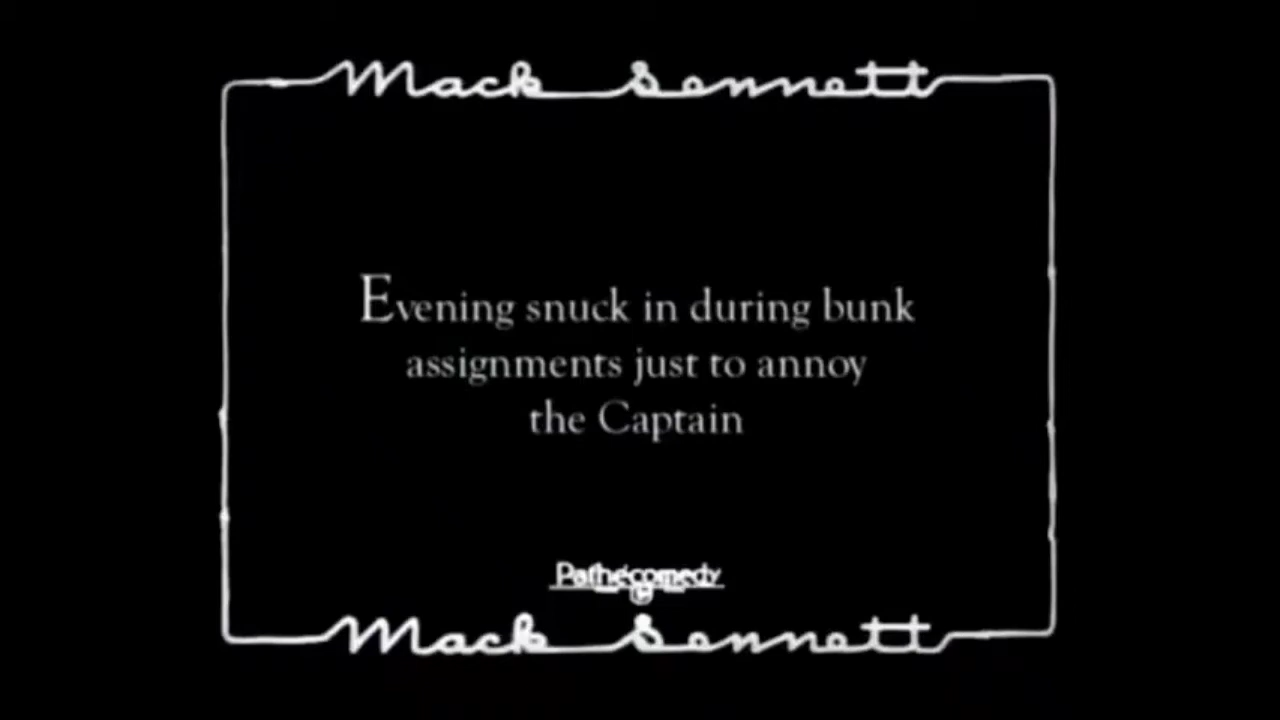 Mack Sennett
Evening snuck in during bunk
assignments just to annoy
the Captain
Pathécomedy
Mack Sennett